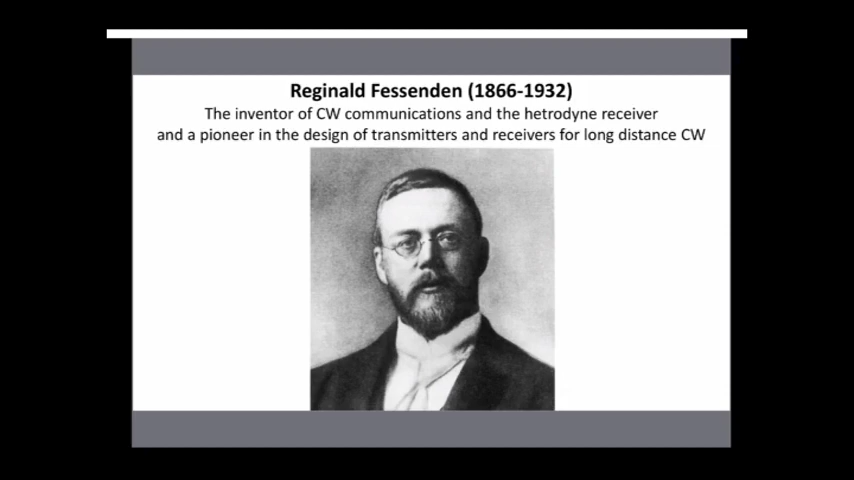 Reginald Fessenden (1866-1932)
The inventor of CW communications and the hetrodyne receiver
and a pioneer in the design of transmitters and receivers for long distance CW